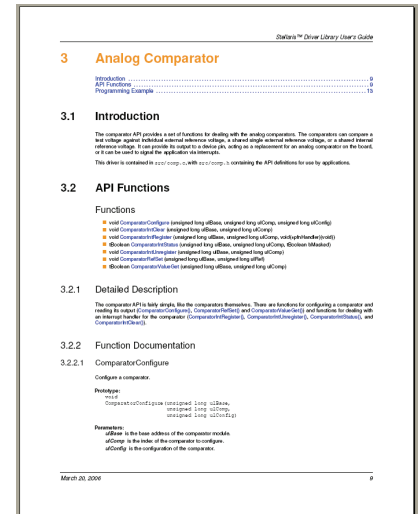 Stellaris™ Driver Library User's Guide
3 Analog Comparator
Introduction ... 9
API Functions ... 9
Programming Example ... 13
3.1 Introduction
The comparator API provides a set of functions for dealing with the analog comparators. The comparators can compare a
test voltage against individual external reference voltage, a shared single external reference voltage, or a shared internal
reference voltage. It can provide its output to a device pin, acting as a replacement for an analog comparator on the board,
or it can be used to signal the application via interrupts.
This driver is contained in src/comp.c, with src/comp.h containing the API definitions for use by applications.
3.2 API Functions
Functions
void ComparatorConfigure (unsigned long ulBase, unsigned long ulComp, unsigned long ulConfig)
void ComparatorIntClear (unsigned long ulBase, unsigned long ulComp)
void ComparatorIntRegister (unsigned long ulBase, unsigned long ulComp, void(*pfnHandler)(void))
tBoolean ComparatorIntStatus (unsigned long ulBase, unsigned long ulComp, tBoolean bMasked)
void ComparatorIntUnregister (unsigned long ulBase, unsigned long ulComp)
void ComparatorRefSet (unsigned long ulBase, unsigned long ulRef)
tBoolean ComparatorValueGet (unsigned long ulBase, unsigned long ulComp)
3.2.1 Detailed Description
The comparator API is fairly simple, like the comparators themselves. There are functions for configuring a comparator and
reading its output (ComparatorConfigure(), ComparatorRefSet() and ComparatorValueGet()) and functions for dealing with
an interrupt handler for the comparator (ComparatorIntRegister(), ComparatorIntUnregister(), ComparatorIntStatus(), and
ComparatorIntClear()).
3.2.2 Function Documentation
3.2.2.1 ComparatorConfigure
Configure a comparator.
Prototype:
void
ComparatorConfigure(unsigned long ulBase,
unsigned long ulComp,
unsigned long ulConfig)
Parameters:
ulBase is the base address of the comparator module.
ulComp is the index of the comparator to configure.
ulConfig is the configuration of the comparator.
March 20, 2006 9